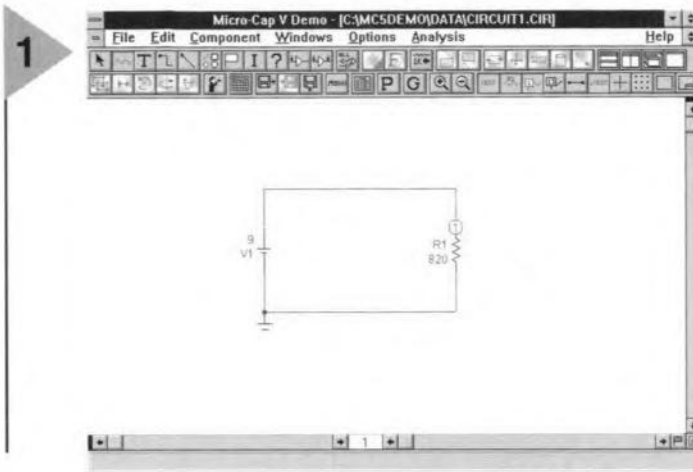 1
Micro-Cap V Demo - [C:\MC5DEMO\DATA\CIRCUIT1.CIR]
File Edit Component Windows Options Analysis Help
T I ?
P G
9
V1
1
R1
820
1